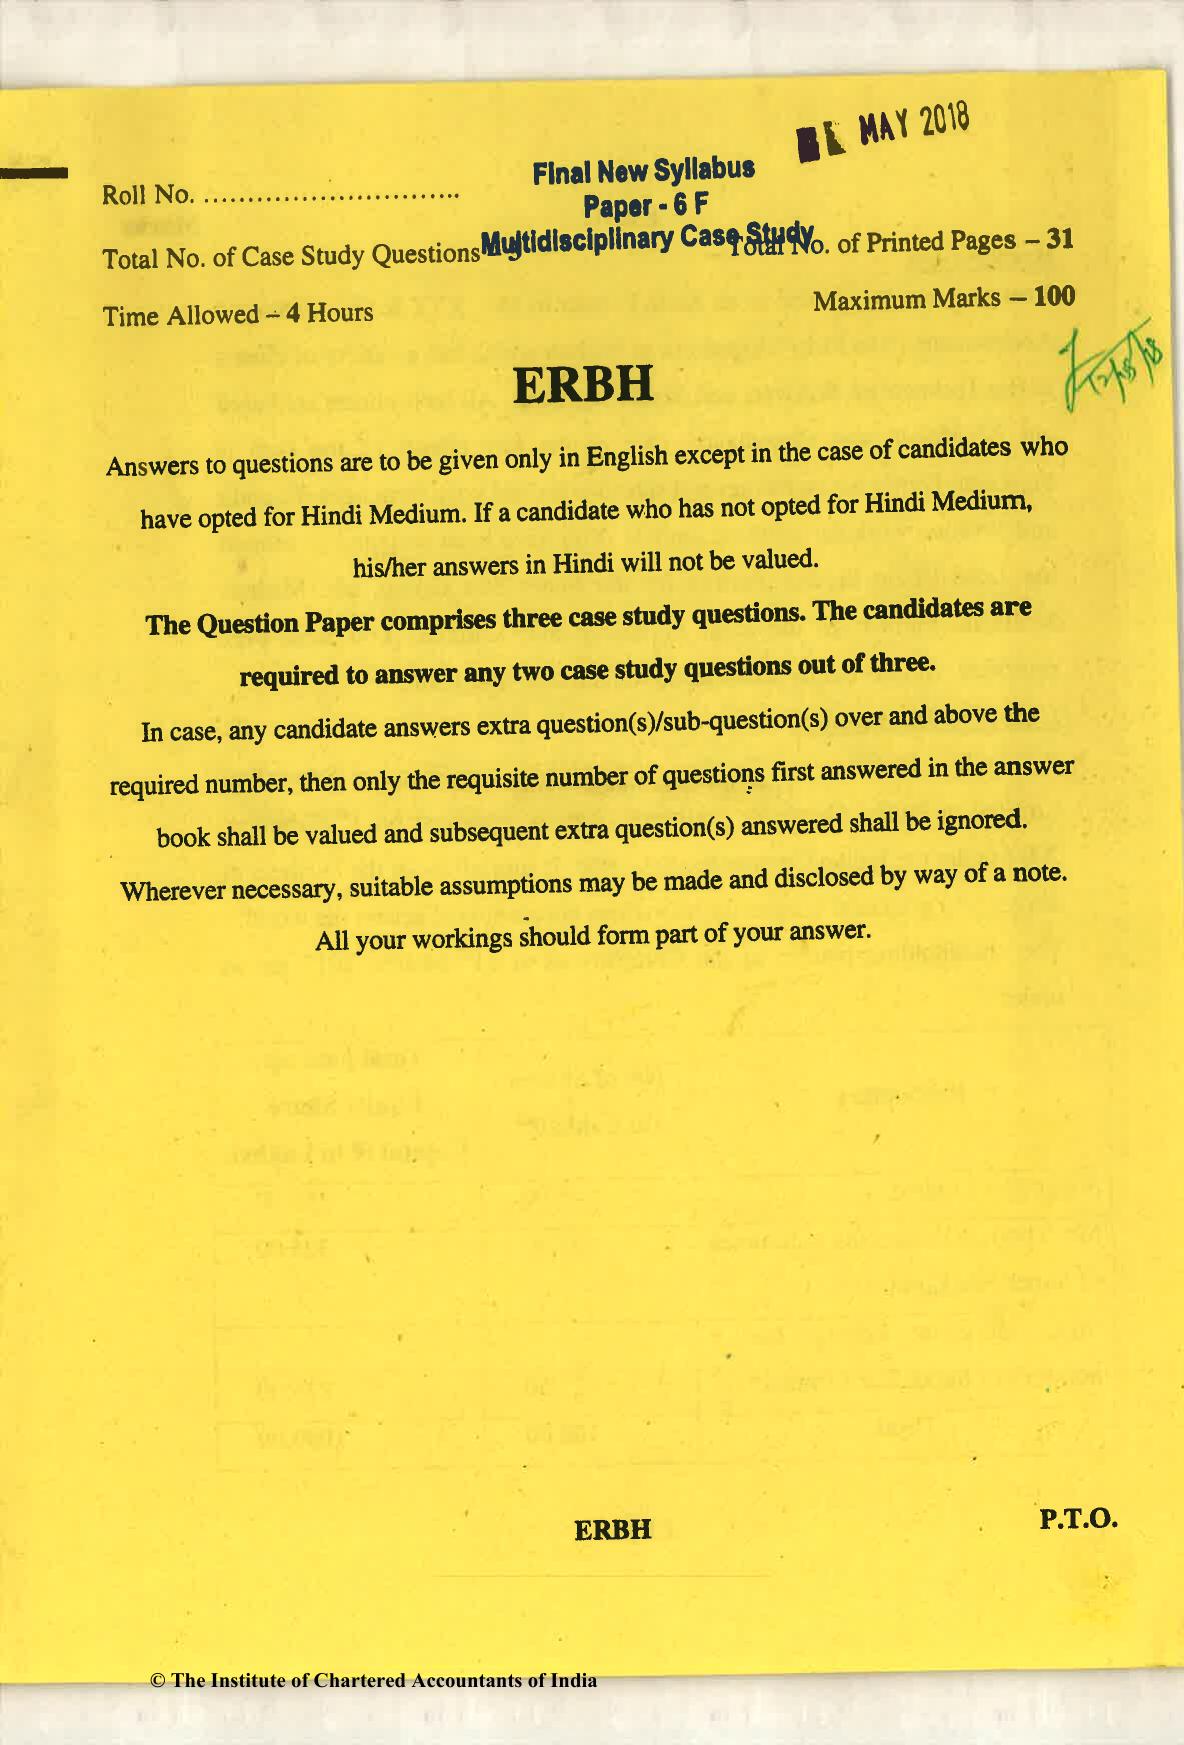 MAY 2018
Final New Syllabus
Paper - 6 F
Multidisciplinary Case Study
Roll No. ................................
Total No. of Case Study Questions
Total No. of Printed Pages – 31
Time Allowed – 4 Hours
Maximum Marks – 100
ERBH
Answers to questions are to be given only in English except in the case of candidates who
have opted for Hindi Medium. If a candidate who has not opted for Hindi Medium,
his/her answers in Hindi will not be valued.
The Question Paper comprises three case study questions. The candidates are
required to answer any two case study questions out of three.
In case, any candidate answers extra question(s)/sub-question(s) over and above the
required number, then only the requisite number of questions first answered in the answer
book shall be valued and subsequent extra question(s) answered shall be ignored.
Wherever necessary, suitable assumptions may be made and disclosed by way of a note.
All your workings should form part of your answer.
ERBH
P.T.O.
© The Institute of Chartered Accountants of India